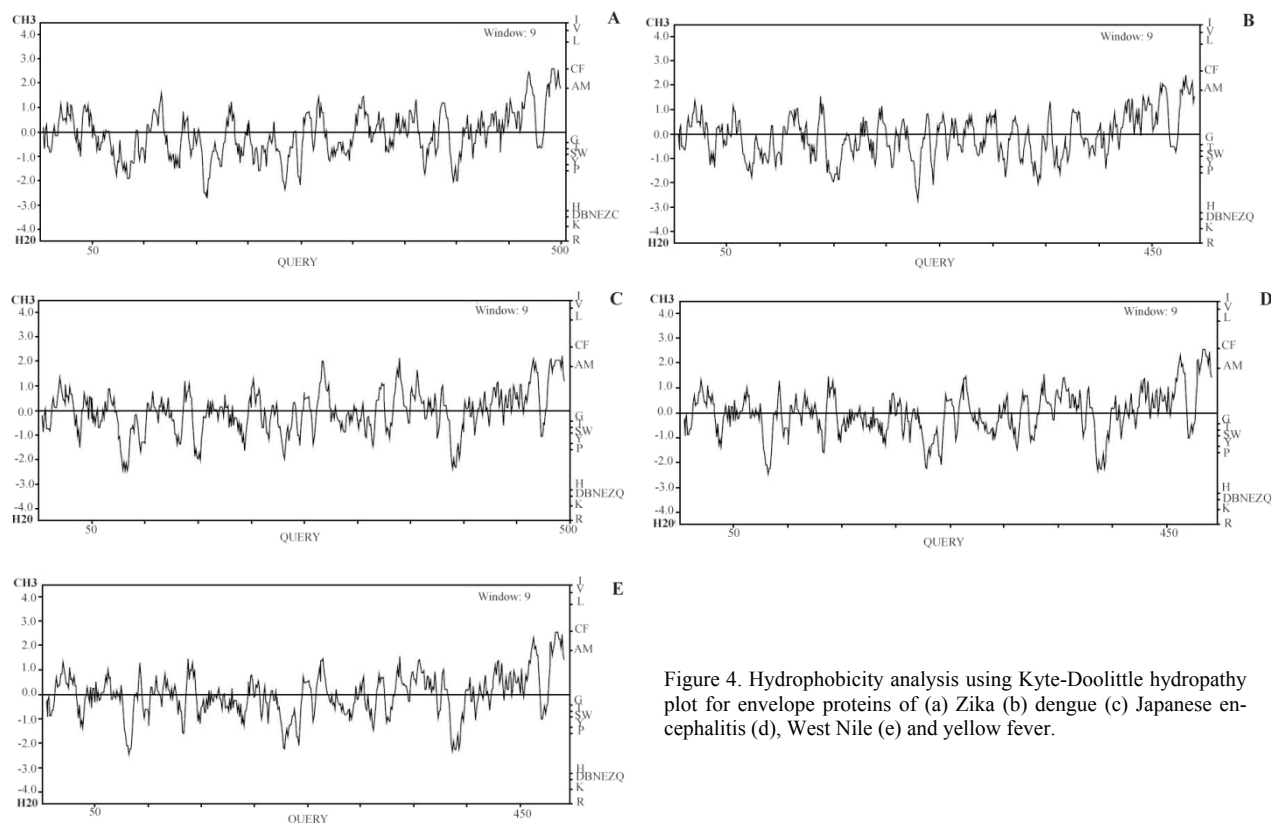 CH3
A
Window: 9
4.0
3.0
2.0
1.0
0.0
-1.0
-2.0
-3.0
-4.0
H20
I
V
L
CF
AM
G
T
SW
Y
P
H
DBNEZC
K
R
50
500
QUERY
CH3
B
Window: 9
4.0
3.0
2.0
1.0
0.0
-1.0
-2.0
-3.0
-4.0
H20
I
V
L
CF
AM
G
T
SW
Y
P
H
DBNEZQ
K
R
50
450
QUERY
CH3
C
Window: 9
4.0
3.0
2.0
1.0
0.0
-1.0
-2.0
-3.0
-4.0
H20
I
V
L
CF
AM
G
T
SW
Y
P
H
DBNEZQ
K
R
50
500
QUERY
CH3
D
Window: 9
4.0
3.0
2.0
1.0
0.0
-1.0
-2.0
-3.0
-4.0
H20
I
V
L
CF
AM
G
T
SW
Y
P
H
DBNEZQ
K
R
50
450
QUERY
CH3
E
Window: 9
4.0
3.0
2.0
1.0
0.0
-1.0
-2.0
-3.0
-4.0
H20
I
V
L
CF
AM
G
T
SW
Y
P
H
DBNEZQ
K
R
50
450
QUERY
Figure 4. Hydrophobicity analysis using Kyte-Doolittle hydropathy
plot for envelope proteins of (a) Zika (b) dengue (c) Japanese en-
cephalitis (d), West Nile (e) and yellow fever.